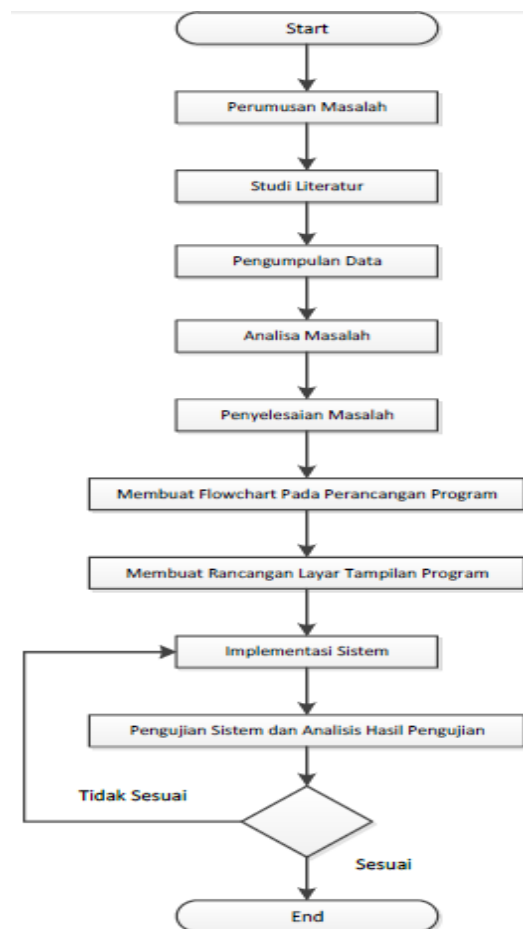 Start
Perumusan Masalah
Studi Literatur
Pengumpulan Data
Analisa Masalah
Penyelesaian Masalah
Membuat Flowchart Pada Perancangan Program
Membuat Rancangan Layar Tampilan Program
Implementasi Sistem
Pengujian Sistem dan Analisis Hasil Pengujian
Tidak Sesuai
Sesuai
End